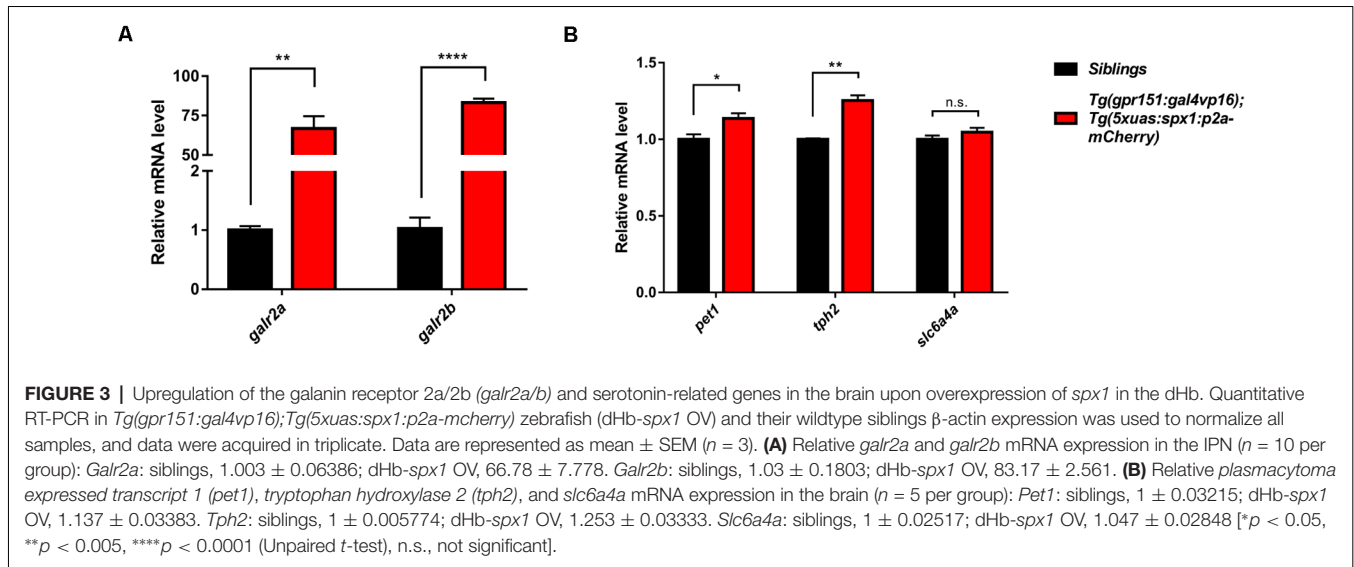 A
B
Relative mRNA level
100
75
50
2
1
0
**
****
galr2a
galr2b
Relative mRNA level
1.5
1.0
0.5
0.0
*
**
n.s.
pet1
tph2
slc6a4a
Siblings
Tg(gpr151:gal4vp16);
Tg(5xuas:spx1:p2a-
mCherry)
FIGURE 3 | Upregulation of the galanin receptor 2a/2b (galr2a/b) and serotonin-related genes in the brain upon overexpression of spx1 in the dHb. Quantitative
RT-PCR in Tg(gpr151:gal4vp16);Tg(5xuas:spx1:p2a-mcherry) zebrafish (dHb-spx1 OV) and their wildtype siblings β-actin expression was used to normalize all
samples, and data were acquired in triplicate. Data are represented as mean ± SEM (n = 3). (A) Relative galr2a and galr2b mRNA expression in the IPN (n = 10 per
group): Galr2a: siblings, 1.003 ± 0.06386; dHb-spx1 OV, 66.78 ± 7.778. Galr2b: siblings, 1.03 ± 0.1803; dHb-spx1 OV, 83.17 ± 2.561. (B) Relative plasmacytoma
expressed transcript 1 (pet1), tryptophan hydroxylase 2 (tph2), and slc6a4a mRNA expression in the brain (n = 5 per group): Pet1: siblings, 1 ± 0.03215; dHb-spx1
OV, 1.137 ± 0.03383. Tph2: siblings, 1 ± 0.005774; dHb-spx1 OV, 1.253 ± 0.03333. Slc6a4a: siblings, 1 ± 0.02517; dHb-spx1 OV, 1.047 ± 0.02848 [*p < 0.05,
**p < 0.005, ****p < 0.0001 (Unpaired t-test), n.s., not significant].